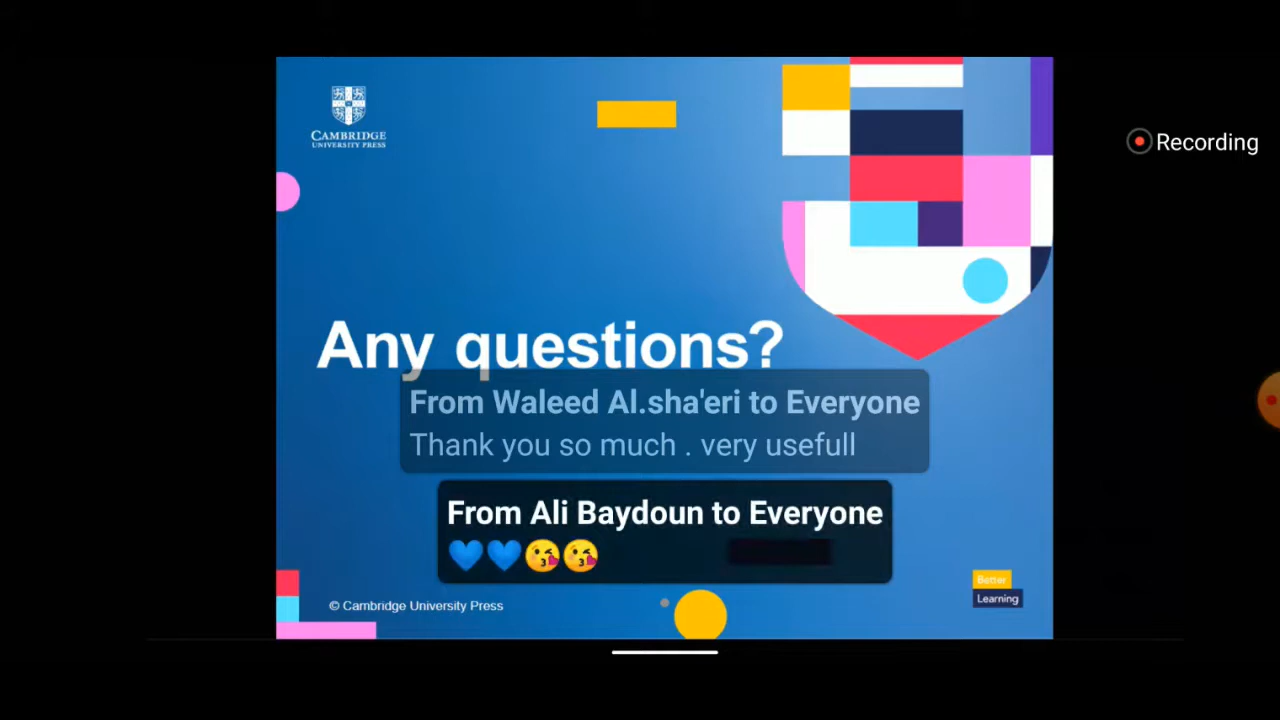 CAMBRIDGE
UNIVERSITY PRESS
Recording
Any questions?
From Waleed Al.sha'eri to Everyone
Thank you so much . very usefull
From Ali Baydoun to Everyone
💙💙😘😘
Better
Learning
© Cambridge University Press